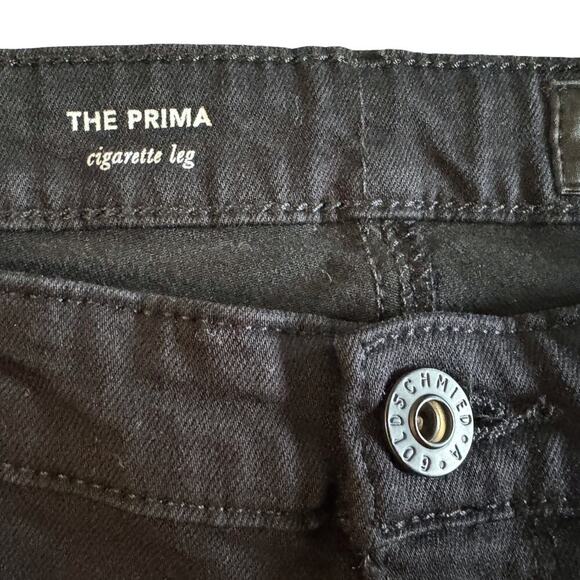 THE PRIMA
cigarette leg
A • GOLDSCHMIED •